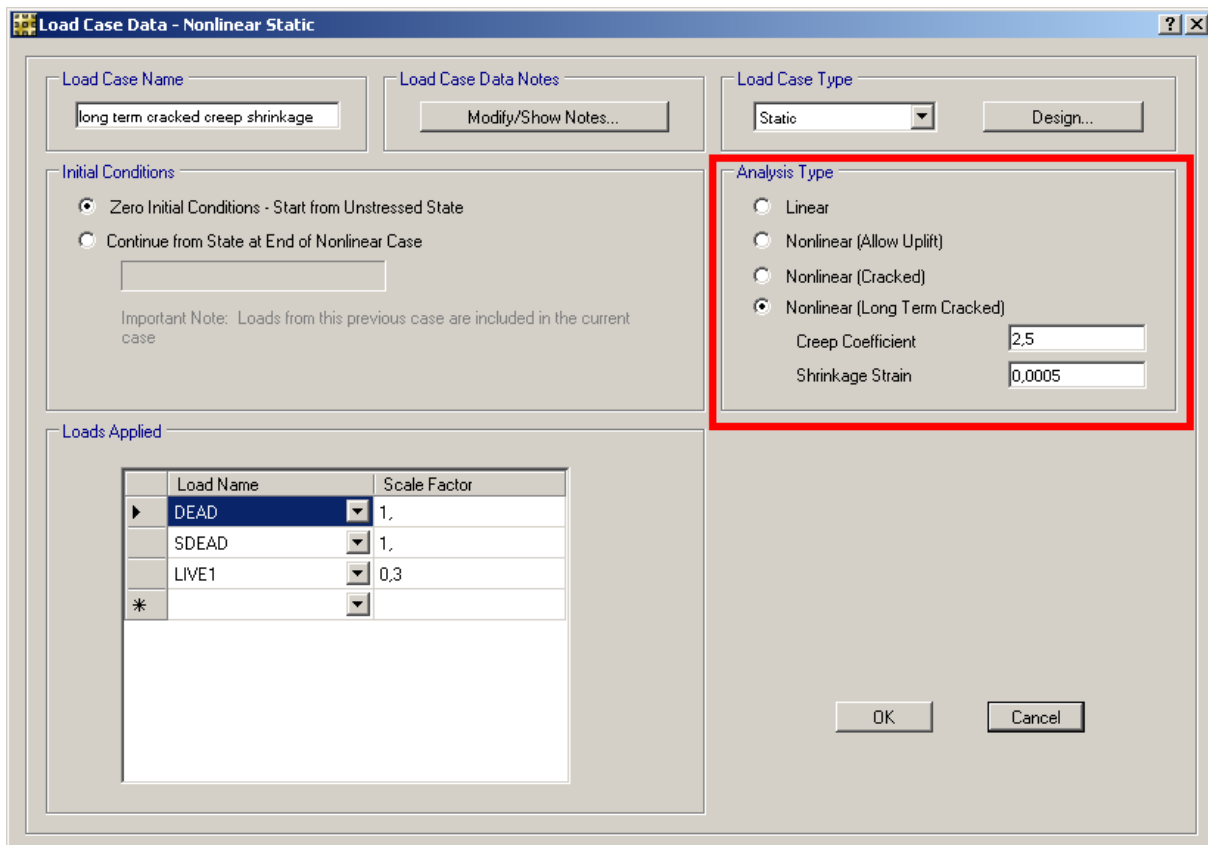 Load Case Data - Nonlinear Static
Load Case Name
long term cracked creep shrinkage
Load Case Data Notes
Modify/Show Notes...
Load Case Type
Static
Design...
Initial Conditions
Zero Initial Conditions - Start from Unstressed State
Continue from State at End of Nonlinear Case
Important Note: Loads from this previous case are included in the current
case
Analysis Type
Linear
Nonlinear (Allow Uplift)
Nonlinear (Cracked)
Nonlinear (Long Term Cracked)
Creep Coefficient 2,5
Shrinkage Strain 0,0005
Loads Applied
Load Name Scale Factor
DEAD 1,
SDEAD 1,
LIVE1 0,3
OK Cancel